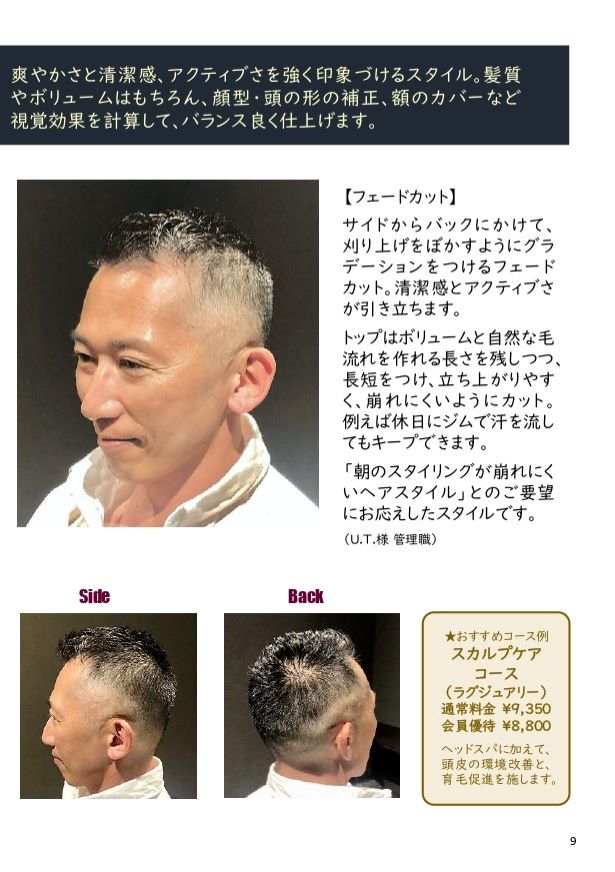 爽やかさと清潔感、アクティブさを強く印象づけるスタイル。髪質
やボリュームはもちろん、顔型・頭の形の補正、額のカバーなど
視覚効果を計算して、バランス良く仕上げます。
【フェードカット】
サイドからバックにかけて、
刈り上げをぼかすようにグラ
デーションをつけるフェード
カット。清潔感とアクティブさ
が引き立ちます。
トップはボリュームと自然な毛
流れを作れる長さを残しつつ、
長短をつけ、立ち上がりやす
く、崩れにくいようにカット。
例えば休日にジムで汗を流し
てもキープできます。
「朝のスタイリングが崩れにく
いヘアスタイル」とのご要望
にお応えしたスタイルです。
（U.T.様 管理職）
Side
Back
★おすすめコース例
スカルプケア
コース
（ラグジュアリー）
通常料金 ¥9,350
会員優待 ¥8,800
ヘッドスパに加えて、
頭皮の環境改善と、
育毛促進を施します。
9